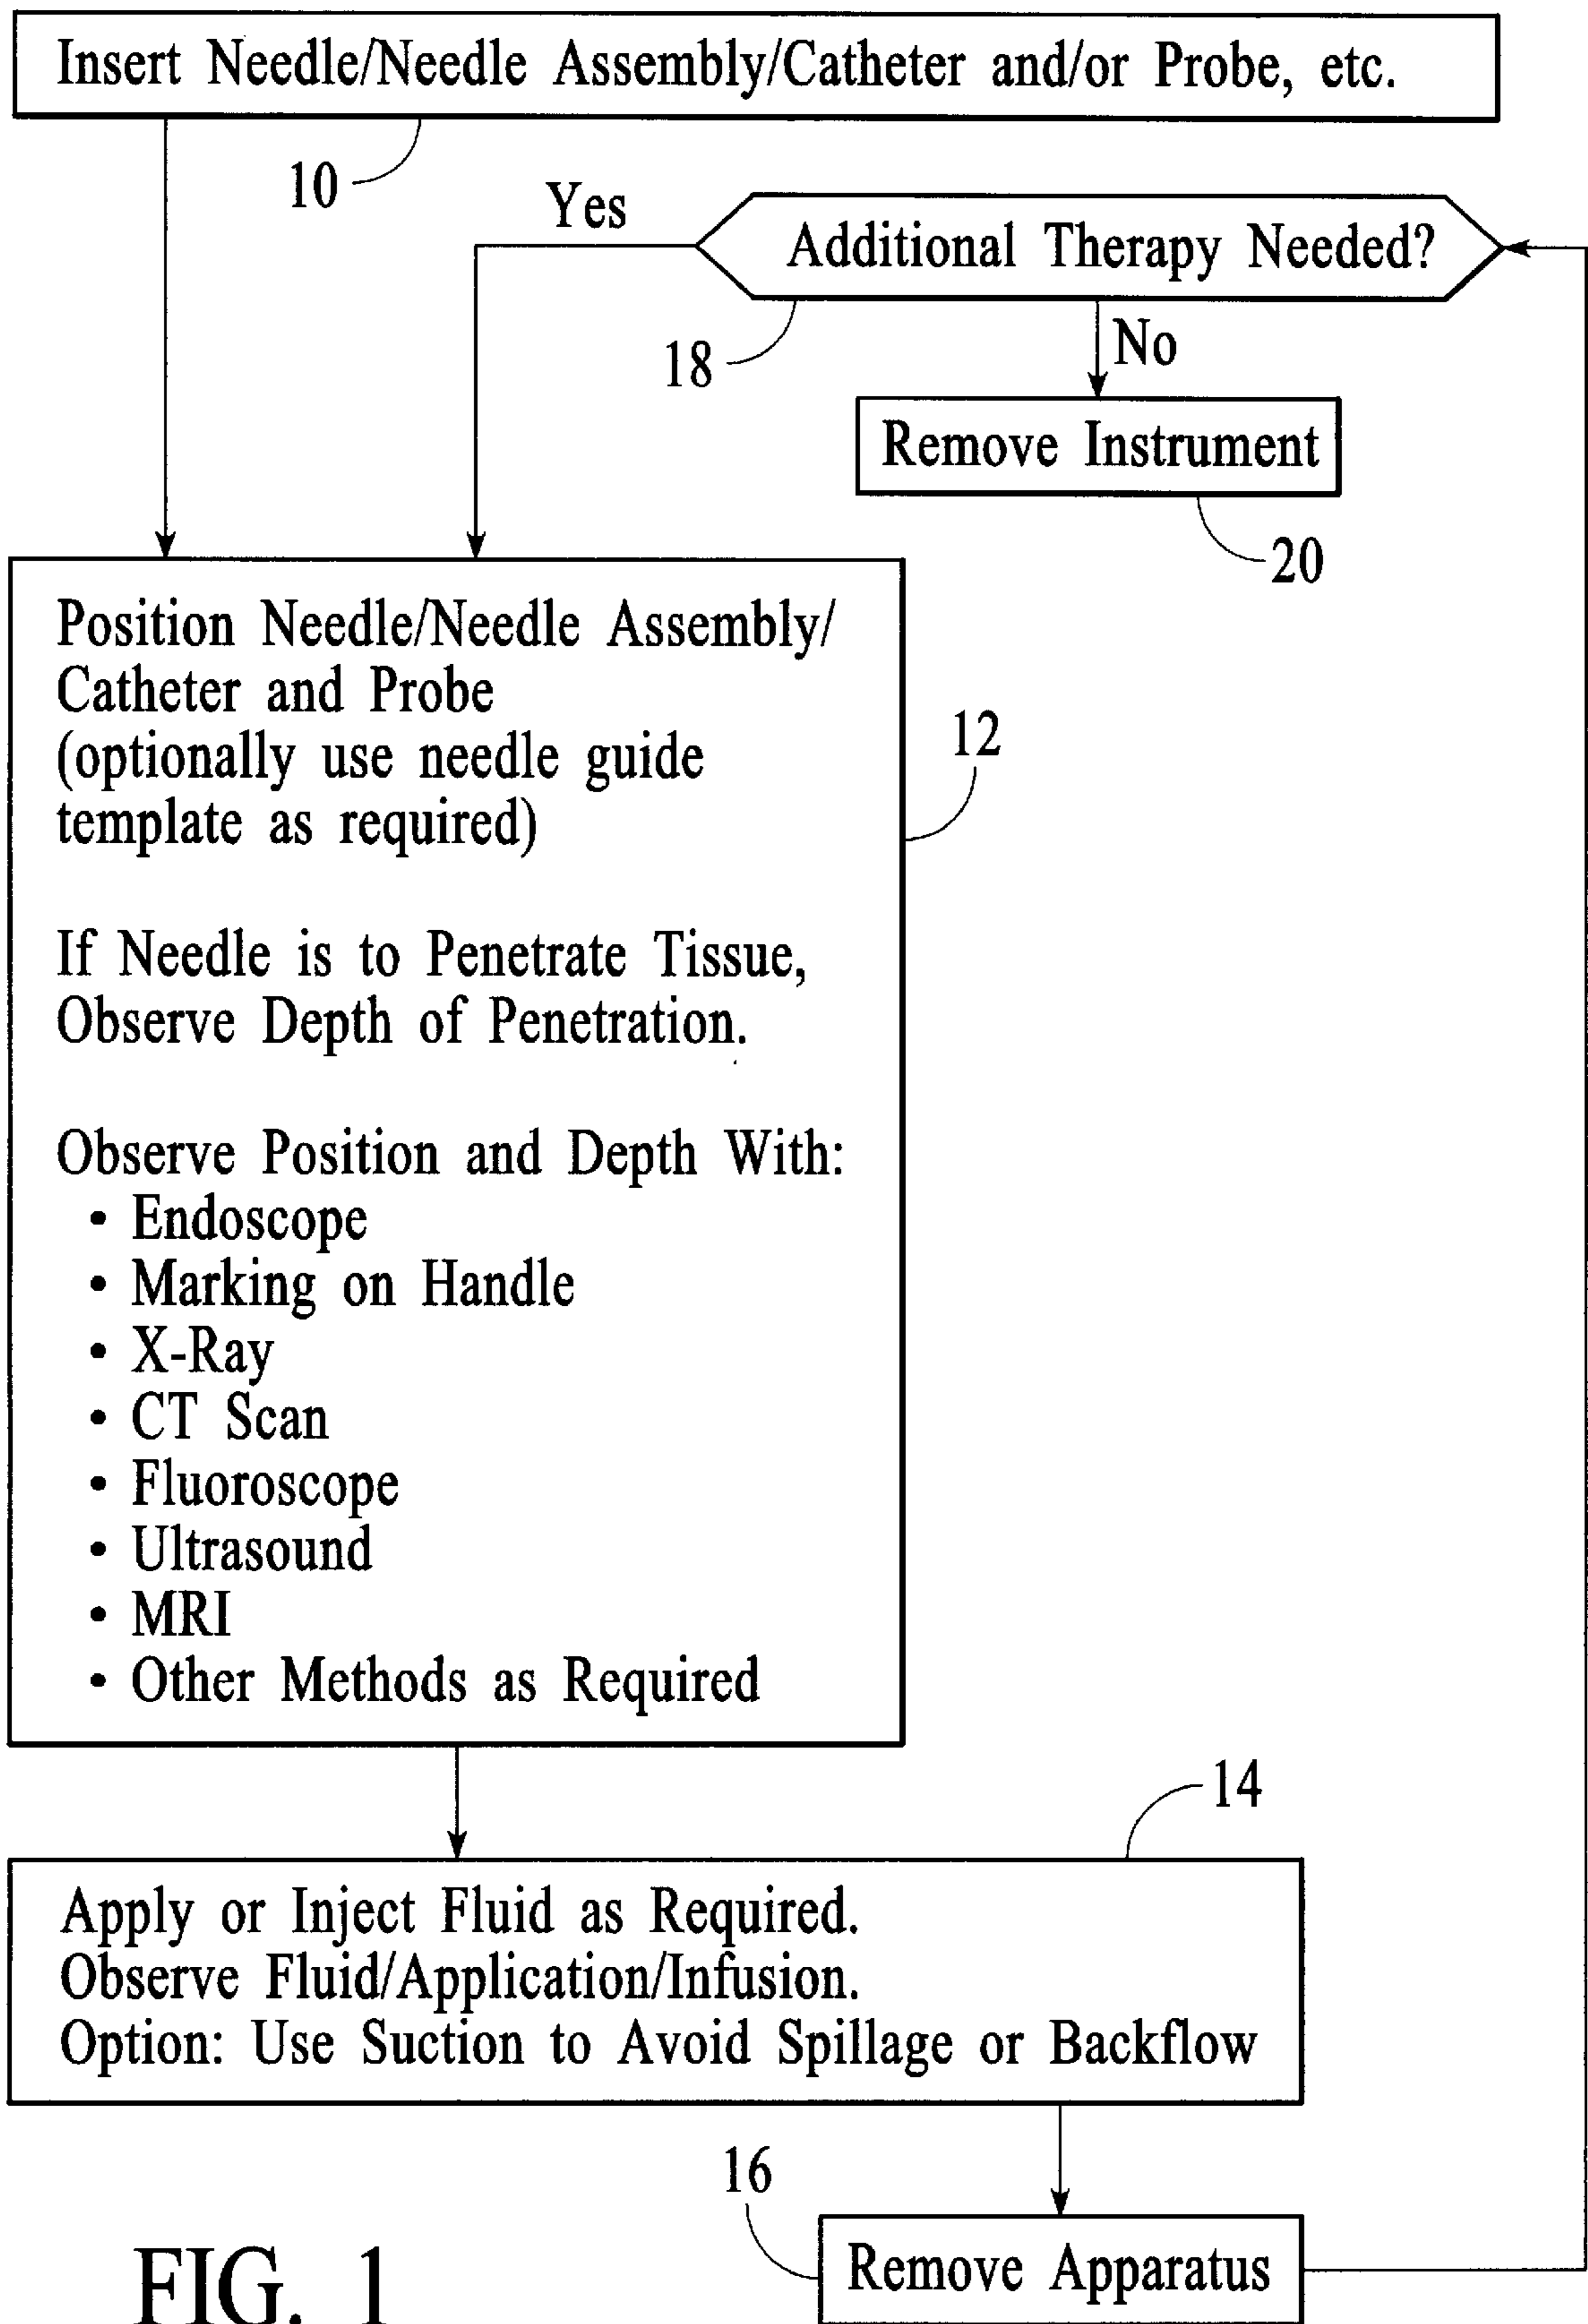 Insert Needle/Needle Assembly/Catheter and/or Probe, etc.
10
Yes
Additional Therapy Needed?
18
No
Remove Instrument
20
Position Needle/Needle Assembly/
Catheter and Probe
(optionally use needle guide
template as required)
12
If Needle is to Penetrate Tissue,
Observe Depth of Penetration.
Observe Position and Depth With:
• Endoscope
• Marking on Handle
• X-Ray
• CT Scan
• Fluoroscope
• Ultrasound
• MRI
• Other Methods as Required
14
Apply or Inject Fluid as Required.
Observe Fluid/Application/Infusion.
Option: Use Suction to Avoid Spillage or Backflow
16
Remove Apparatus
FIG. 1